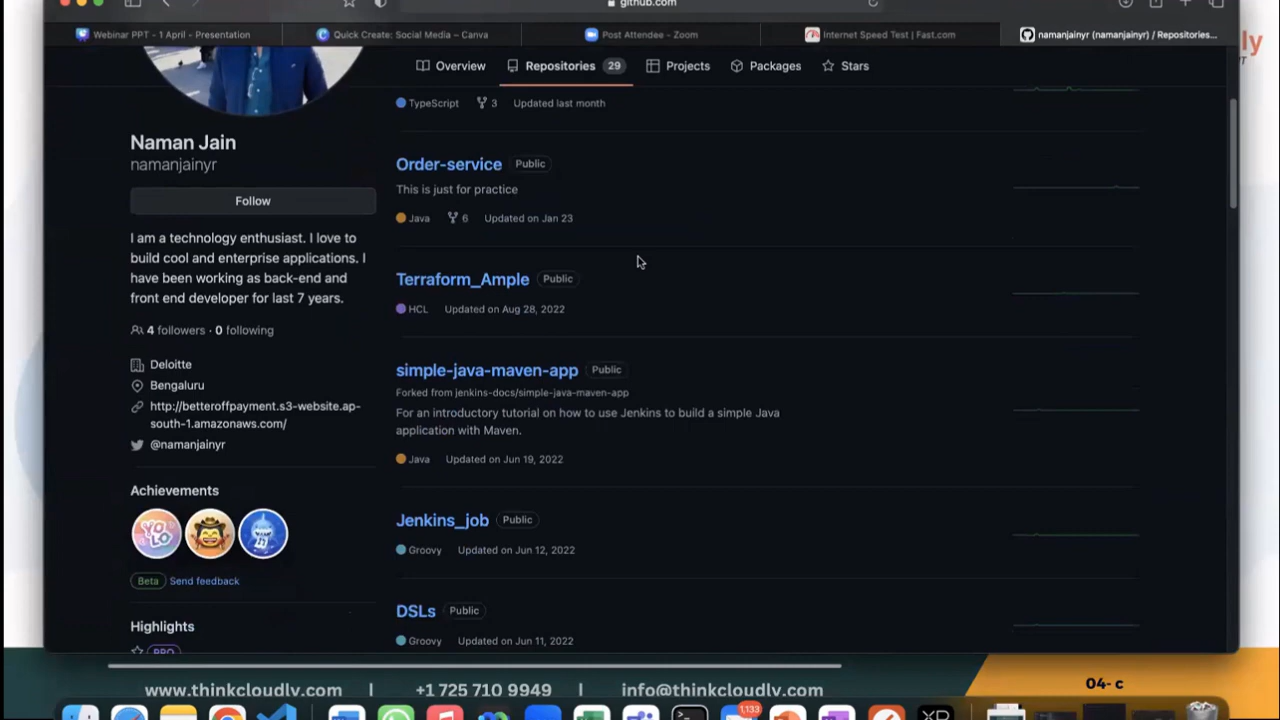 github.com
Webinar PPT - 1 April - Presentation
Quick Create: Social Media – Canva
Post Attendee - Zoom
Internet Speed Test | Fast.com
namanjainyr (namanjainyr) / Repositories...
ly
Overview
Repositories 29
Projects
Packages
Stars
TypeScript 3 Updated last month
Naman Jain
namanjainyr
Follow
I am a technology enthusiast. I love to
build cool and enterprise applications. I
have been working as back-end and
front end developer for last 7 years.
4 followers · 0 following
Deloitte
Bengaluru
http://betteroffpayment.s3-website.ap-
south-1.amazonaws.com/
@namanjainyr
Achievements
YOLO
Beta Send feedback
Highlights
PRO
Order-service Public
This is just for practice
Java 6 Updated on Jan 23
Terraform_Ample Public
HCL Updated on Aug 28, 2022
simple-java-maven-app Public
Forked from jenkins-docs/simple-java-maven-app
For an introductory tutorial on how to use Jenkins to build a simple Java
application with Maven.
Java Updated on Jun 19, 2022
Jenkins_job Public
Groovy Updated on Jun 12, 2022
DSLs Public
Groovy Updated on Jun 11, 2022
www.thinkcloudly.com | +1 725 710 9949 | info@thinkcloudly.com
04- c
1,133